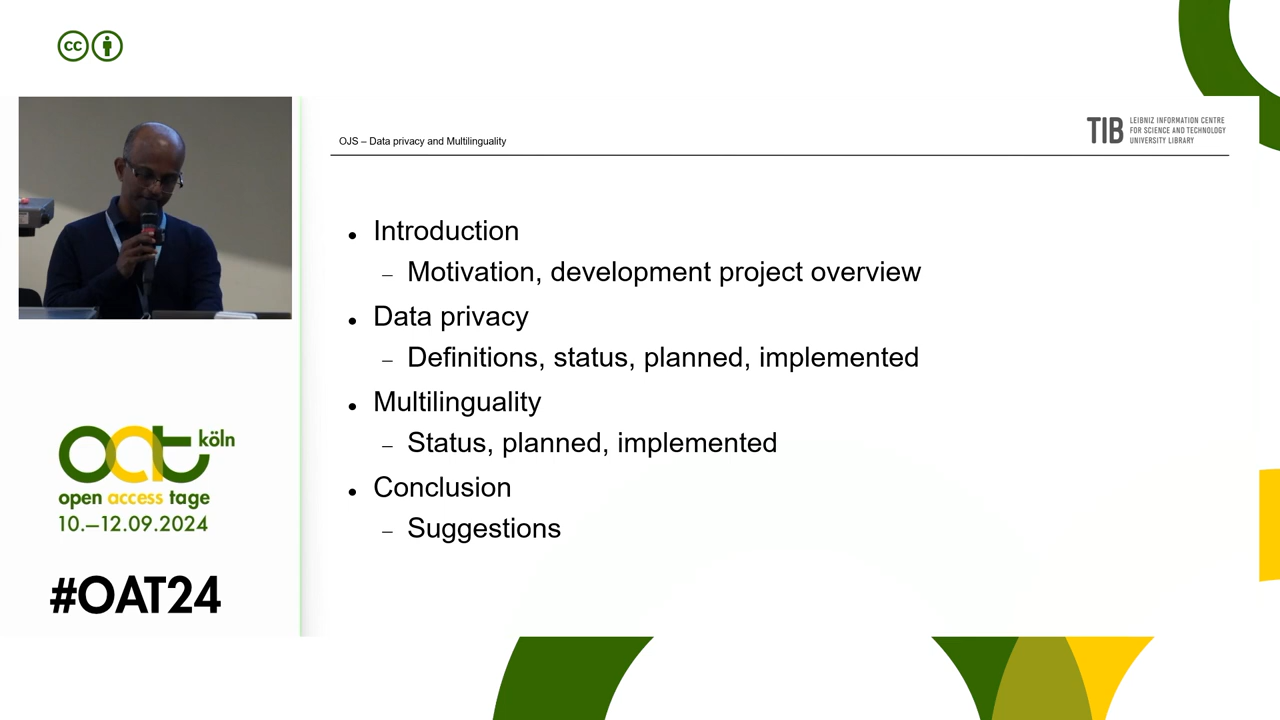 cc
OJS – Data privacy and Multilinguality
TIB
LEIBNIZ INFORMATION CENTRE
FOR SCIENCE AND TECHNOLOGY
UNIVERSITY LIBRARY
• Introduction
– Motivation, development project overview
• Data privacy
– Definitions, status, planned, implemented
• Multilinguality
– Status, planned, implemented
• Conclusion
– Suggestions
oat köln
open access tage
10.–12.09.2024
#OAT24